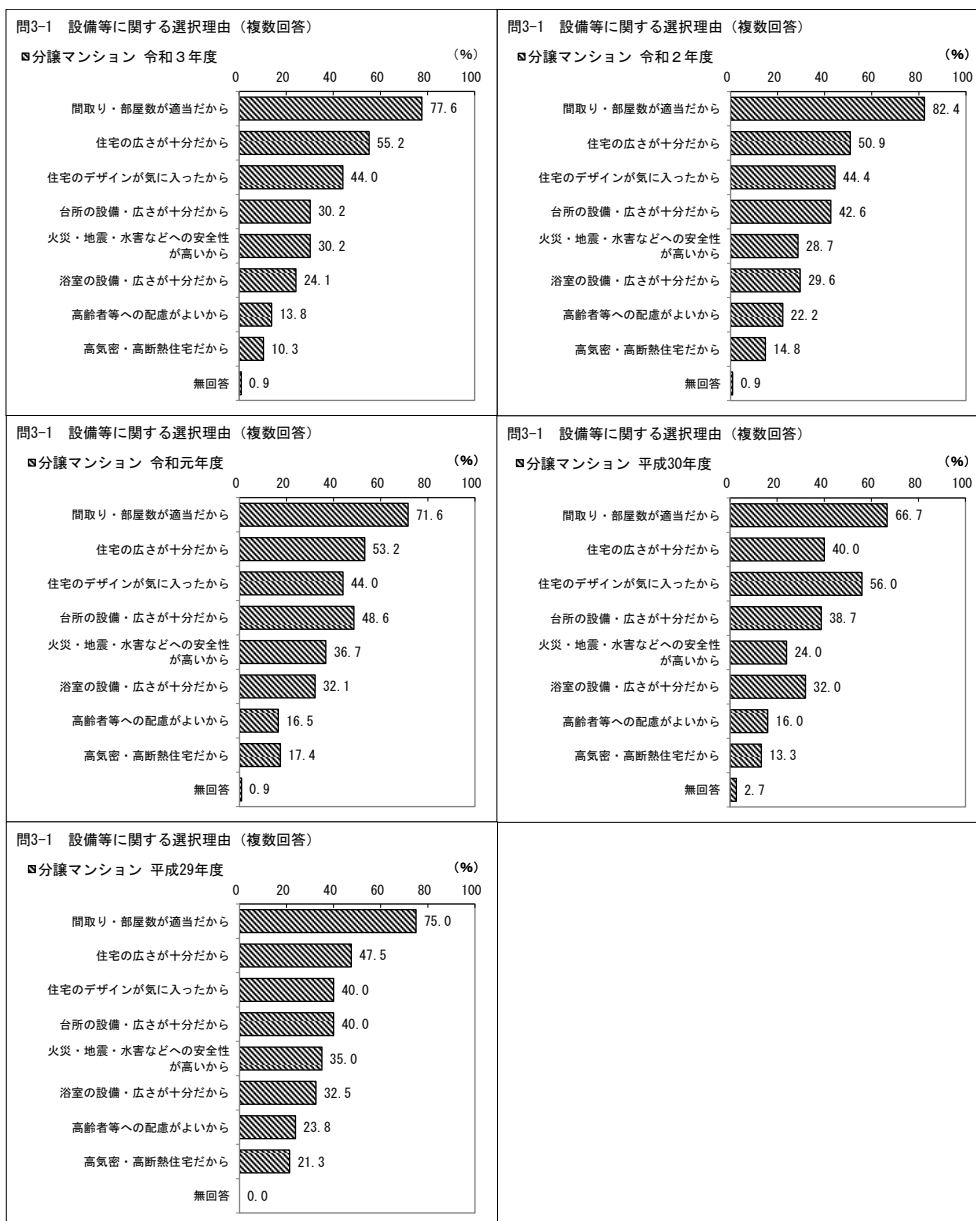 問3-1 設備等に関する選択理由（複数回答）
分譲マンション 令和３年度 (%)
0 20 40 60 80 100
間取り・部屋数が適当だから 77.6
住宅の広さが十分だから 55.2
住宅のデザインが気に入ったから 44.0
台所の設備・広さが十分だから 30.2
火災・地震・水害などへの安全性
が高いから 30.2
浴室の設備・広さが十分だから 24.1
高齢者等への配慮がよいから 13.8
高気密・高断熱住宅だから 10.3
無回答 0.9
問3-1 設備等に関する選択理由（複数回答）
分譲マンション 令和２年度 (%)
0 20 40 60 80 100
間取り・部屋数が適当だから 82.4
住宅の広さが十分だから 50.9
住宅のデザインが気に入ったから 44.4
台所の設備・広さが十分だから 42.6
火災・地震・水害などへの安全性
が高いから 28.7
浴室の設備・広さが十分だから 29.6
高齢者等への配慮がよいから 22.2
高気密・高断熱住宅だから 14.8
無回答 0.9
問3-1 設備等に関する選択理由（複数回答）
分譲マンション 令和元年度 (%)
0 20 40 60 80 100
間取り・部屋数が適当だから 71.6
住宅の広さが十分だから 53.2
住宅のデザインが気に入ったから 44.0
台所の設備・広さが十分だから 48.6
火災・地震・水害などへの安全性
が高いから 36.7
浴室の設備・広さが十分だから 32.1
高齢者等への配慮がよいから 16.5
高気密・高断熱住宅だから 17.4
無回答 0.9
問3-1 設備等に関する選択理由（複数回答）
分譲マンション 平成30年度 (%)
0 20 40 60 80 100
間取り・部屋数が適当だから 66.7
住宅の広さが十分だから 40.0
住宅のデザインが気に入ったから 56.0
台所の設備・広さが十分だから 38.7
火災・地震・水害などへの安全性
が高いから 24.0
浴室の設備・広さが十分だから 32.0
高齢者等への配慮がよいから 16.0
高気密・高断熱住宅だから 13.3
無回答 2.7
問3-1 設備等に関する選択理由（複数回答）
分譲マンション 平成29年度 (%)
0 20 40 60 80 100
間取り・部屋数が適当だから 75.0
住宅の広さが十分だから 47.5
住宅のデザインが気に入ったから 40.0
台所の設備・広さが十分だから 40.0
火災・地震・水害などへの安全性
が高いから 35.0
浴室の設備・広さが十分だから 32.5
高齢者等への配慮がよいから 23.8
高気密・高断熱住宅だから 21.3
無回答 0.0